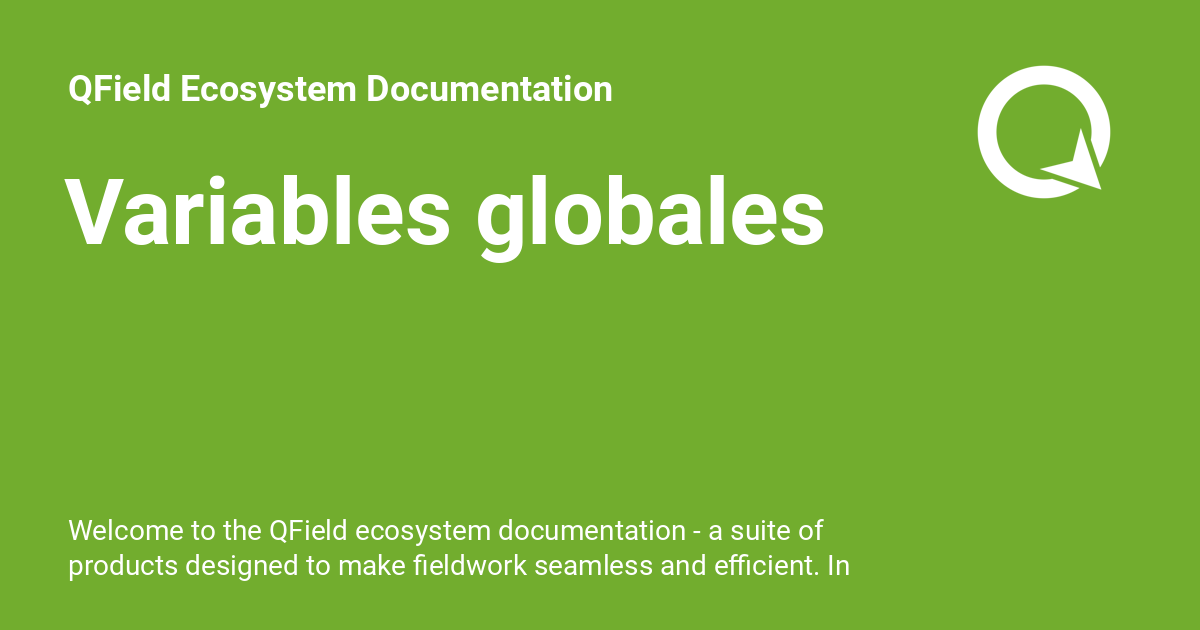 QField Ecosystem Documentation
Variables globales
Welcome to the QField ecosystem documentation - a suite of
products designed to make fieldwork seamless and efficient. In